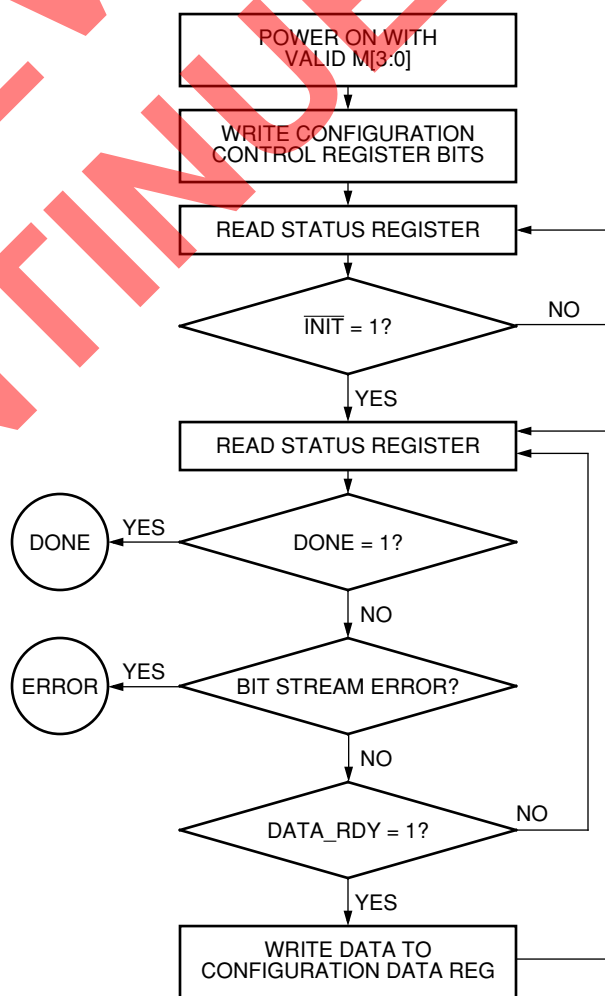 POWER ON WITH
VALID M[3:0]
WRITE CONFIGURATION
CONTROL REGISTER BITS
READ STATUS REGISTER
INIT = 1?
NO
YES
READ STATUS REGISTER
DONE
YES
DONE = 1?
NO
ERROR
YES
BIT STREAM ERROR?
NO
DATA_RDY = 1?
NO
YES
WRITE DATA TO
CONFIGURATION DATA REG
TINUE